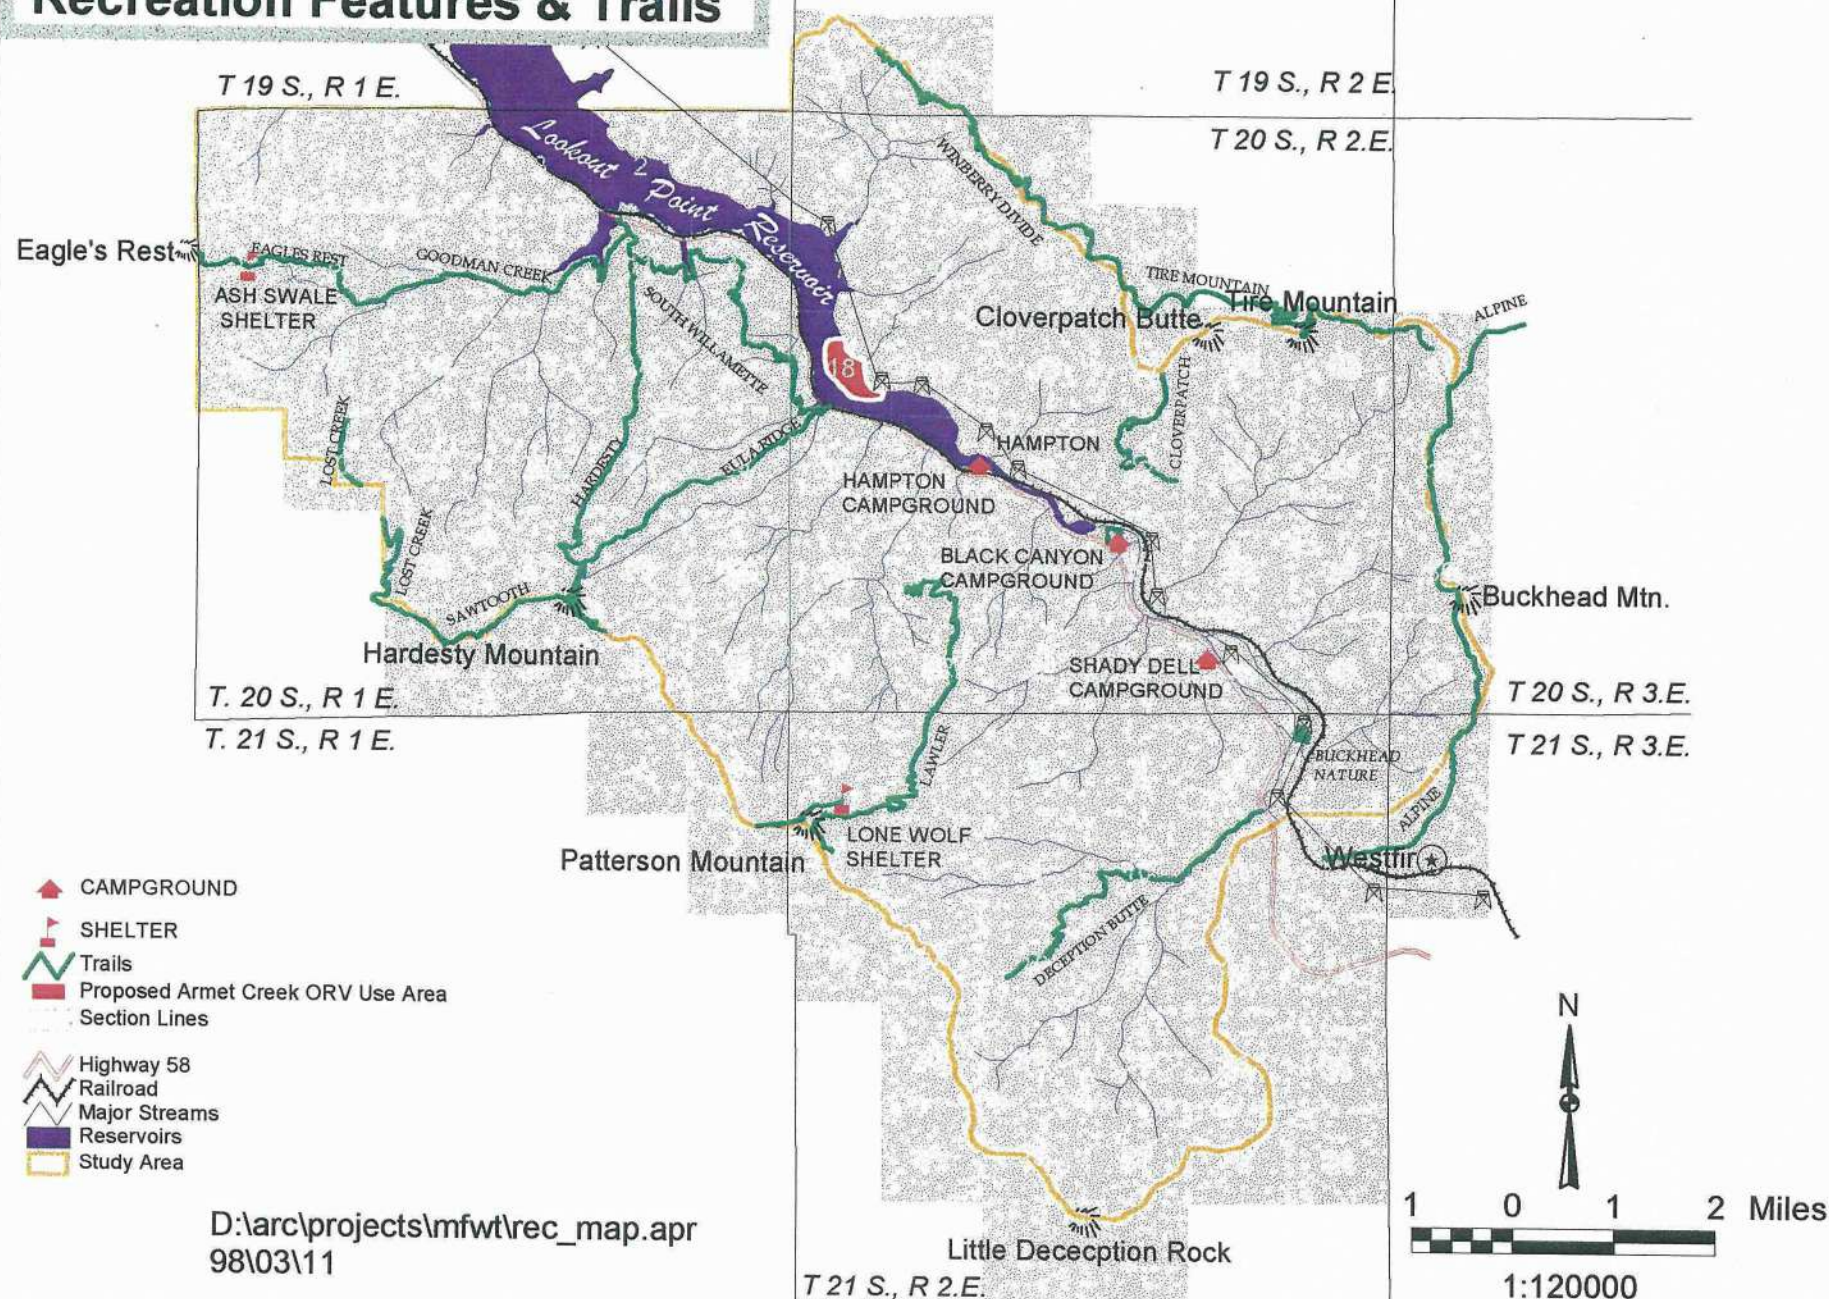 Recreation Features & Trails
T 19 S., R 1 E.
T 19 S., R 2 E.
T 20 S., R 2.E.
Lookout Point Reservoir
2
WINBERRY DIVIDE
Eagle's Rest
EAGLES REST
GOODMAN CREEK
ASH SWALE
SHELTER
SOUTH WILLAMETTE
TIRE MOUNTAIN
Tire Mountain
Cloverpatch Butte
ALPINE
18
CLOVERPATCH
LOST CREEK
HARDESTY
EULA RIDGE
HAMPTON
HAMPTON
CAMPGROUND
LOST CREEK
BLACK CANYON
CAMPGROUND
SAWTOOTH
Buckhead Mtn.
Hardesty Mountain
SHADY DELL
CAMPGROUND
T. 20 S., R 1 E.
T 20 S., R 3.E.
T. 21 S., R 1 E.
T 21 S., R 3.E.
LAWLER
BUCKHEAD
NATURE
ALPINE
LONE WOLF
SHELTER
Patterson Mountain
Westfir
DECEPTION BUTTE
CAMPGROUND
SHELTER
Trails
Proposed Armet Creek ORV Use Area
Section Lines
Highway 58
Railroad
Major Streams
Reservoirs
Study Area
N
1 0 1 2 Miles
1:120000
D:\arc\projects\mfwt\rec_map.apr
98\03\11
Little Dececption Rock
T 21 S., R 2.E.